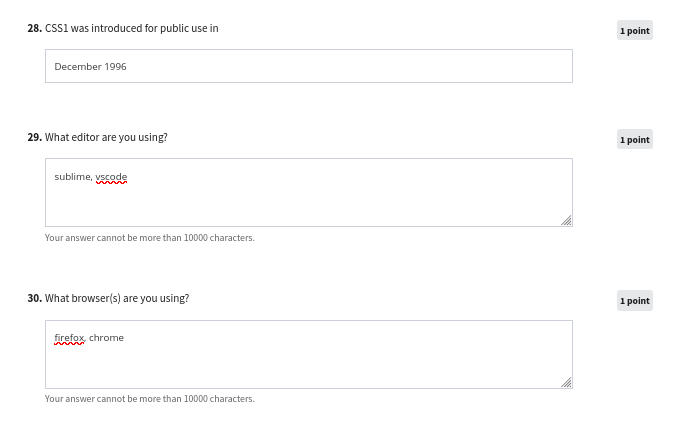 28. CSS1 was introduced for public use in
1 point
December 1996
29. What editor are you using?
1 point
sublime, vscode
Your answer cannot be more than 10000 characters.
30. What browser(s) are you using?
1 point
firefox, chrome
Your answer cannot be more than 10000 characters.